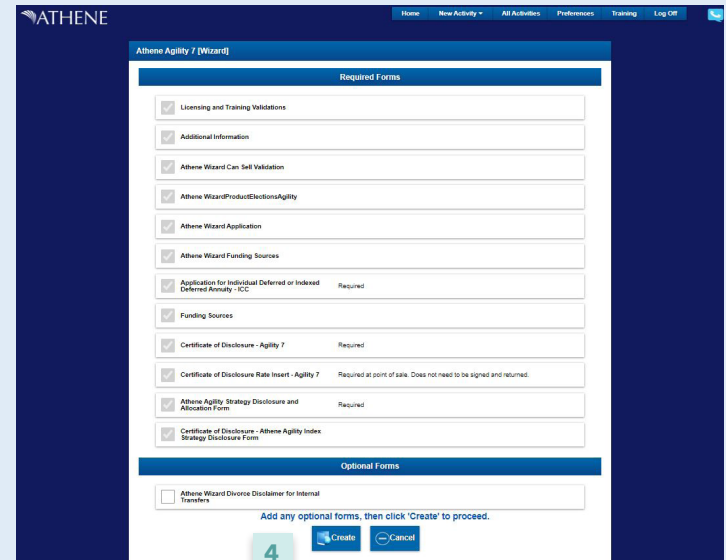 ATHENE
Home New Activity All Activities Preferences Training Log Off
Athene Agility 7 [Wizard]
Required Forms
Licensing and Training Validations
Additional Information
Athene Wizard Can Sell Validation
Athene WizardProductElectionsAgility
Athene Wizard Application
Athene Wizard Funding Sources
Application for Individual Deferred or Indexed
Deferred Annuity - ICC
Required
Funding Sources
Certificate of Disclosure - Agility 7 Required
Certificate of Disclosure Rate Insert - Agility 7 Required at point of sale. Does not need to be signed and returned.
Athene Agility Strategy Disclosure and
Allocation Form
Required
Certificate of Disclosure - Athene Agility Index
Strategy Disclosure Form
Optional Forms
Athene Wizard Divorce Disclaimer for Internal
Transfers
Add any optional forms, then click 'Create' to proceed.
Create Cancel
4